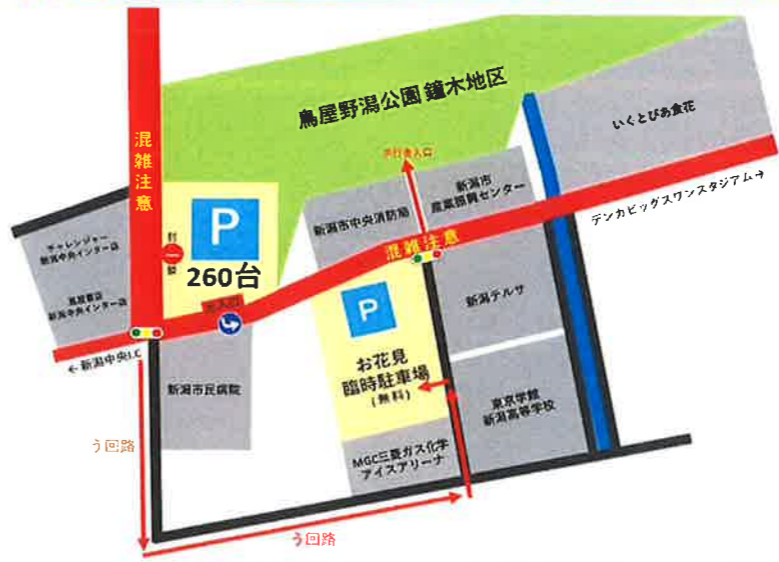 鳥屋野潟公園 鐘木地区
いくとぴあ食花
混雑注意
歩行者入口
新潟市
産業振興センター
新潟市中央消防局
デンカビッグスワンスタジアム→
混雑注意
チャレンジャー
新潟中央インター店
蔦屋書店
新潟中央インター店
P
260台
封鎖
出入口
←新潟中央I.C
新潟市民病院
P
お花見
臨時駐車場
(無料)
新潟テルサ
東京学館
新潟高等学校
MGC三菱ガス化学
アイスアリーナ
う回路
う回路